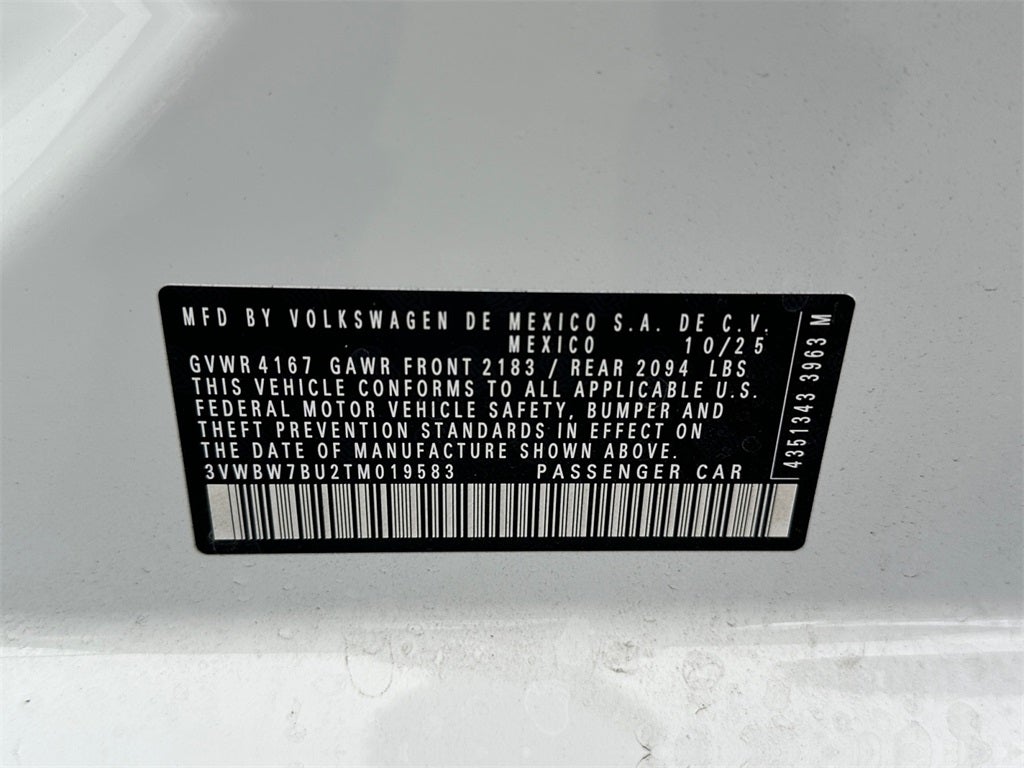 MFD BY VOLKSWAGEN DE MEXICO S.A. DE C.V.
MEXICO 10/25
GVWR 4167 GAWR FRONT 2183 / REAR 2094 LBS
THIS VEHICLE CONFORMS TO ALL APPLICABLE U.S.
FEDERAL MOTOR VEHICLE SAFETY, BUMPER AND
THEFT PREVENTION STANDARDS IN EFFECT ON
THE DATE OF MANUFACTURE SHOWN ABOVE.
3VWBW7BU2TM019583 PASSENGER CAR
4351343 3963 M